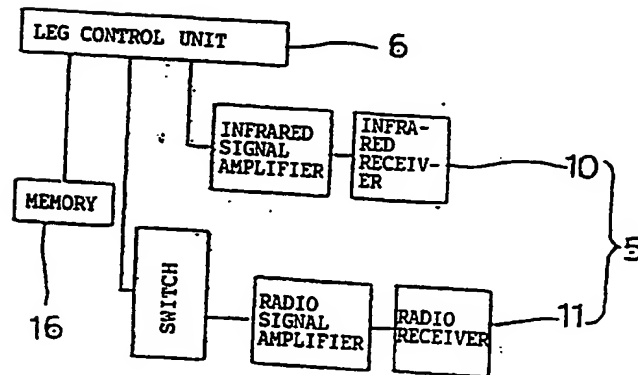 LEG CONTROL UNIT
6
INFRARED
SIGNAL
AMPLIFIER
INFRA-
RED
RECEIV-
ER
10
MEMORY
5
16
SWITCH
RADIO
SIGNAL
AMPLIFIER
RADIO
RECEIVER
11